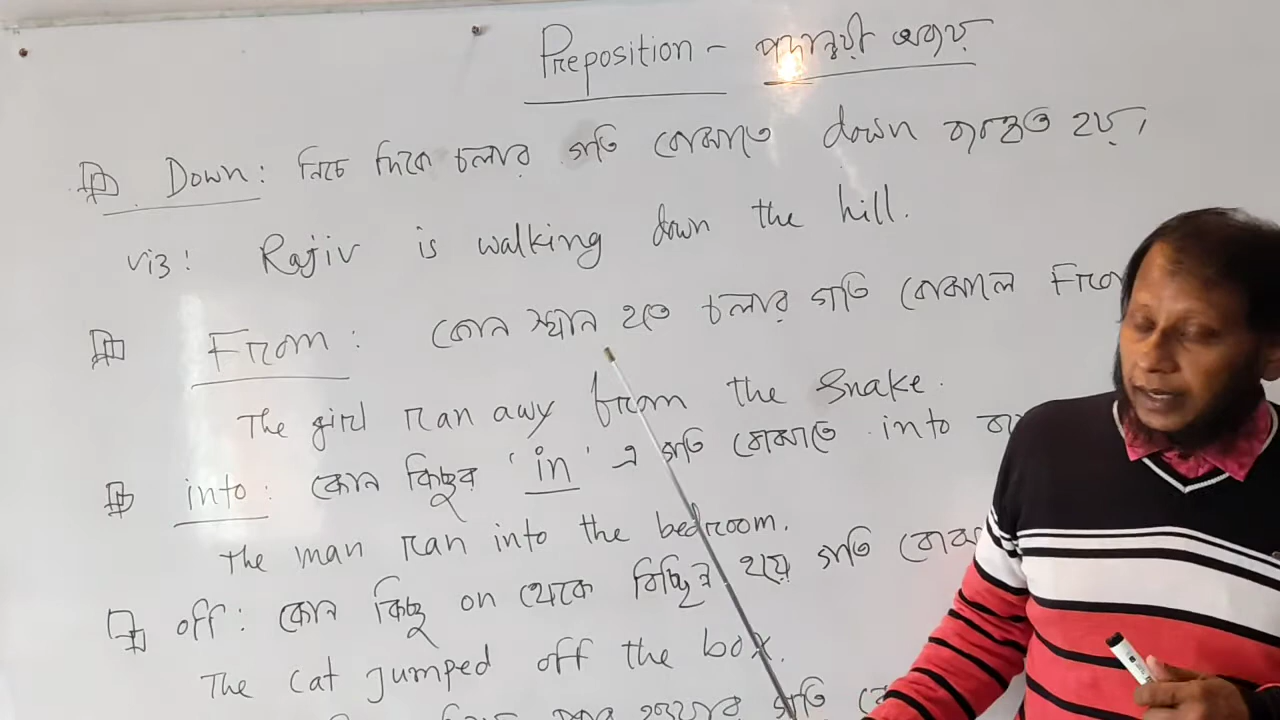 Preposition - পদান্বয়ী অব্যয়
Down: নিচে দিকে চলার গতি বোঝাতে down ব্যবহৃত হয়।
viz: Rajiv is walking down the hill.
From: কোন স্থান হতে চলার গতি বোঝালে From
The girl ran awy from the snake.
into: কোন কিছুর 'in' এ গতি বোঝাতে into
The man ran into the bedroom.
off: কোন কিছু on থেকে বিচ্ছিন্ন হয়ে গতি
The cat jumped off the box.
গতি